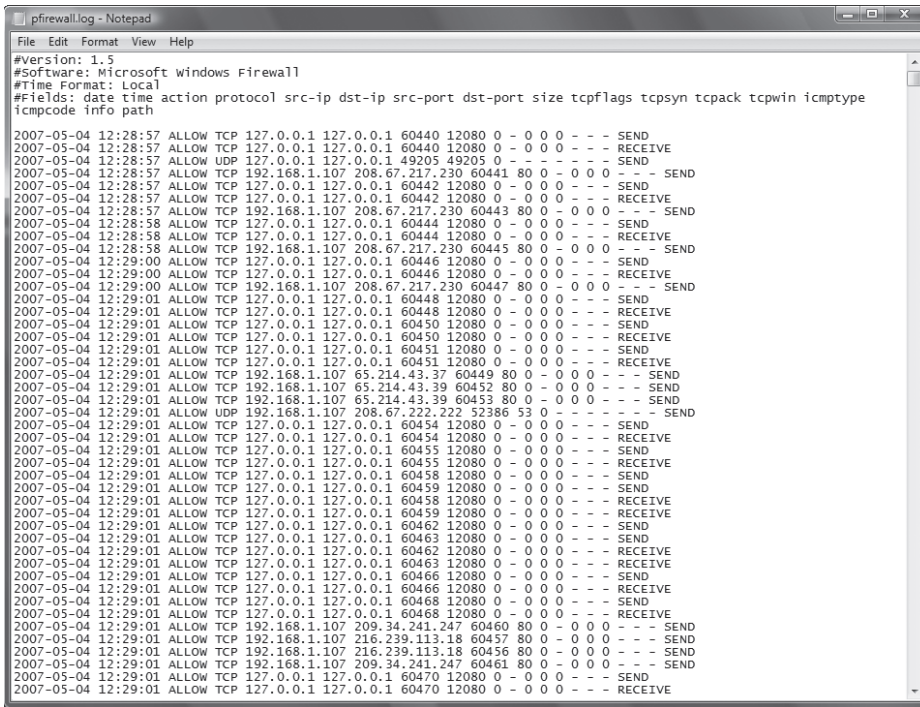 pfirewall.log - Notepad
File Edit Format View Help
#Version: 1.5
#Software: Microsoft Windows Firewall
#Time Format: Local
#Fields: date time action protocol src-ip dst-ip src-port dst-port size tcpflags tcpsyn tcpack tcpwin icmptype
icmpcode info path
2007-05-04 12:28:57 ALLOW TCP 127.0.0.1 127.0.0.1 60440 12080 0 - 0 0 0 - - - SEND
2007-05-04 12:28:57 ALLOW TCP 127.0.0.1 127.0.0.1 60440 12080 0 - 0 0 0 - - - RECEIVE
2007-05-04 12:28:57 ALLOW UDP 127.0.0.1 127.0.0.1 49205 49205 0 - - - - - - - SEND
2007-05-04 12:28:57 ALLOW TCP 192.168.1.107 208.67.217.230 60441 80 0 - 0 0 0 - - - SEND
2007-05-04 12:28:57 ALLOW TCP 127.0.0.1 127.0.0.1 60442 12080 0 - 0 0 0 - - - SEND
2007-05-04 12:28:57 ALLOW TCP 127.0.0.1 127.0.0.1 60442 12080 0 - 0 0 0 - - - RECEIVE
2007-05-04 12:28:57 ALLOW TCP 192.168.1.107 208.67.217.230 60443 80 0 - 0 0 0 - - - SEND
2007-05-04 12:28:58 ALLOW TCP 127.0.0.1 127.0.0.1 60444 12080 0 - 0 0 0 - - - SEND
2007-05-04 12:28:58 ALLOW TCP 127.0.0.1 127.0.0.1 60444 12080 0 - 0 0 0 - - - RECEIVE
2007-05-04 12:28:58 ALLOW TCP 192.168.1.107 208.67.217.230 60445 80 0 - 0 0 0 - - - SEND
2007-05-04 12:29:00 ALLOW TCP 127.0.0.1 127.0.0.1 60446 12080 0 - 0 0 0 - - - SEND
2007-05-04 12:29:00 ALLOW TCP 127.0.0.1 127.0.0.1 60446 12080 0 - 0 0 0 - - - RECEIVE
2007-05-04 12:29:00 ALLOW TCP 192.168.1.107 208.67.217.230 60447 80 0 - 0 0 0 - - - SEND
2007-05-04 12:29:01 ALLOW TCP 127.0.0.1 127.0.0.1 60448 12080 0 - 0 0 0 - - - SEND
2007-05-04 12:29:01 ALLOW TCP 127.0.0.1 127.0.0.1 60448 12080 0 - 0 0 0 - - - RECEIVE
2007-05-04 12:29:01 ALLOW TCP 127.0.0.1 127.0.0.1 60450 12080 0 - 0 0 0 - - - SEND
2007-05-04 12:29:01 ALLOW TCP 127.0.0.1 127.0.0.1 60450 12080 0 - 0 0 0 - - - RECEIVE
2007-05-04 12:29:01 ALLOW TCP 127.0.0.1 127.0.0.1 60451 12080 0 - 0 0 0 - - - SEND
2007-05-04 12:29:01 ALLOW TCP 127.0.0.1 127.0.0.1 60451 12080 0 - 0 0 0 - - - RECEIVE
2007-05-04 12:29:01 ALLOW TCP 192.168.1.107 65.214.43.37 60449 80 0 - 0 0 0 - - - SEND
2007-05-04 12:29:01 ALLOW TCP 192.168.1.107 65.214.43.39 60452 80 0 - 0 0 0 - - - SEND
2007-05-04 12:29:01 ALLOW TCP 192.168.1.107 65.214.43.39 60453 80 0 - 0 0 0 - - - SEND
2007-05-04 12:29:01 ALLOW UDP 192.168.1.107 208.67.222.222 52386 53 0 - - - - - - - SEND
2007-05-04 12:29:01 ALLOW TCP 127.0.0.1 127.0.0.1 60454 12080 0 - 0 0 0 - - - SEND
2007-05-04 12:29:01 ALLOW TCP 127.0.0.1 127.0.0.1 60454 12080 0 - 0 0 0 - - - RECEIVE
2007-05-04 12:29:01 ALLOW TCP 127.0.0.1 127.0.0.1 60455 12080 0 - 0 0 0 - - - SEND
2007-05-04 12:29:01 ALLOW TCP 127.0.0.1 127.0.0.1 60455 12080 0 - 0 0 0 - - - RECEIVE
2007-05-04 12:29:01 ALLOW TCP 127.0.0.1 127.0.0.1 60458 12080 0 - 0 0 0 - - - SEND
2007-05-04 12:29:01 ALLOW TCP 127.0.0.1 127.0.0.1 60459 12080 0 - 0 0 0 - - - SEND
2007-05-04 12:29:01 ALLOW TCP 127.0.0.1 127.0.0.1 60458 12080 0 - 0 0 0 - - - RECEIVE
2007-05-04 12:29:01 ALLOW TCP 127.0.0.1 127.0.0.1 60459 12080 0 - 0 0 0 - - - RECEIVE
2007-05-04 12:29:01 ALLOW TCP 127.0.0.1 127.0.0.1 60462 12080 0 - 0 0 0 - - - SEND
2007-05-04 12:29:01 ALLOW TCP 127.0.0.1 127.0.0.1 60463 12080 0 - 0 0 0 - - - SEND
2007-05-04 12:29:01 ALLOW TCP 127.0.0.1 127.0.0.1 60462 12080 0 - 0 0 0 - - - RECEIVE
2007-05-04 12:29:01 ALLOW TCP 127.0.0.1 127.0.0.1 60463 12080 0 - 0 0 0 - - - RECEIVE
2007-05-04 12:29:01 ALLOW TCP 127.0.0.1 127.0.0.1 60466 12080 0 - 0 0 0 - - - SEND
2007-05-04 12:29:01 ALLOW TCP 127.0.0.1 127.0.0.1 60466 12080 0 - 0 0 0 - - - RECEIVE
2007-05-04 12:29:01 ALLOW TCP 127.0.0.1 127.0.0.1 60468 12080 0 - 0 0 0 - - - SEND
2007-05-04 12:29:01 ALLOW TCP 127.0.0.1 127.0.0.1 60468 12080 0 - 0 0 0 - - - RECEIVE
2007-05-04 12:29:01 ALLOW TCP 192.168.1.107 209.34.241.247 60460 80 0 - 0 0 0 - - - SEND
2007-05-04 12:29:01 ALLOW TCP 192.168.1.107 216.239.113.18 60457 80 0 - 0 0 0 - - - SEND
2007-05-04 12:29:01 ALLOW TCP 192.168.1.107 216.239.113.18 60456 80 0 - 0 0 0 - - - SEND
2007-05-04 12:29:01 ALLOW TCP 192.168.1.107 209.34.241.247 60461 80 0 - 0 0 0 - - - SEND
2007-05-04 12:29:01 ALLOW TCP 127.0.0.1 127.0.0.1 60470 12080 0 - 0 0 0 - - - SEND
2007-05-04 12:29:01 ALLOW TCP 127.0.0.1 127.0.0.1 60470 12080 0 - 0 0 0 - - - RECEIVE